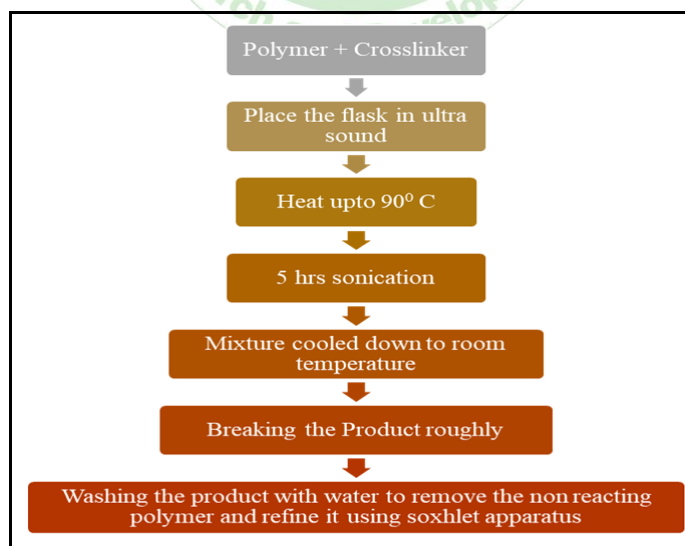 rch Develop
Polymer + Crosslinker
Place the flask in ultra
sound
Heat upto 90⁰ C
5 hrs sonication
Mixture cooled down to room
temperature
Breaking the Product roughly
Washing the product with water to remove the non reacting
polymer and refine it using soxhlet apparatus